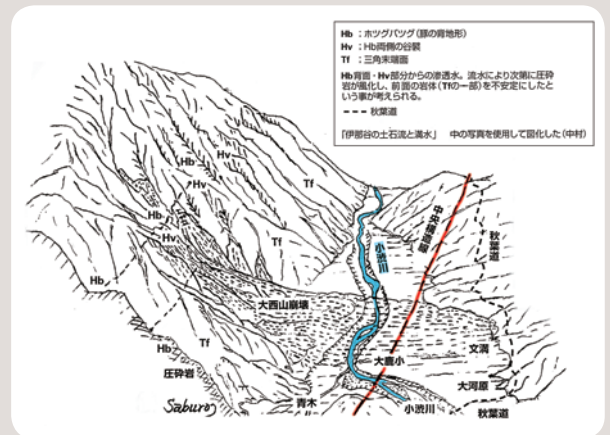 Hb：ホツグバツグ（豚の背地形）
Hv：Hb両側の谷襞
Tf：三角末端面
Hb背面・Hv部分からの滲透水。流水により次第に圧砕
岩が風化し、前面の岩体（Tfの一部）を不安定にしたと
いう事が考えられる。
秋葉道
「伊那谷の土石流と満水」 中の写真を使用して図化した（中村）
Hb
Hv
Hv
Tf
Hb
Hv
Tf
Hb
大西山崩壊
Tf
Hb
圧砕岩
Saburo
青木
小渋川
中央構造線
秋葉道
大鹿小
文満
大河原
小渋川
秋葉道